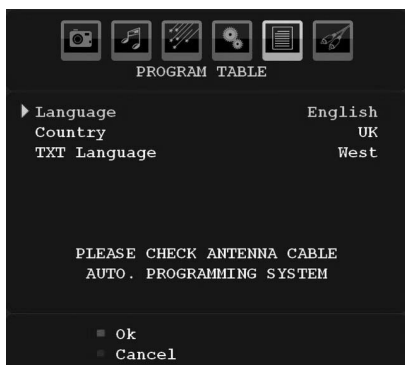 PROGRAM TABLE
Language English
Country UK
TXT Language West
PLEASE CHECK ANTENNA CABLE
AUTO. PROGRAMMING SYSTEM
Ok
Cancel